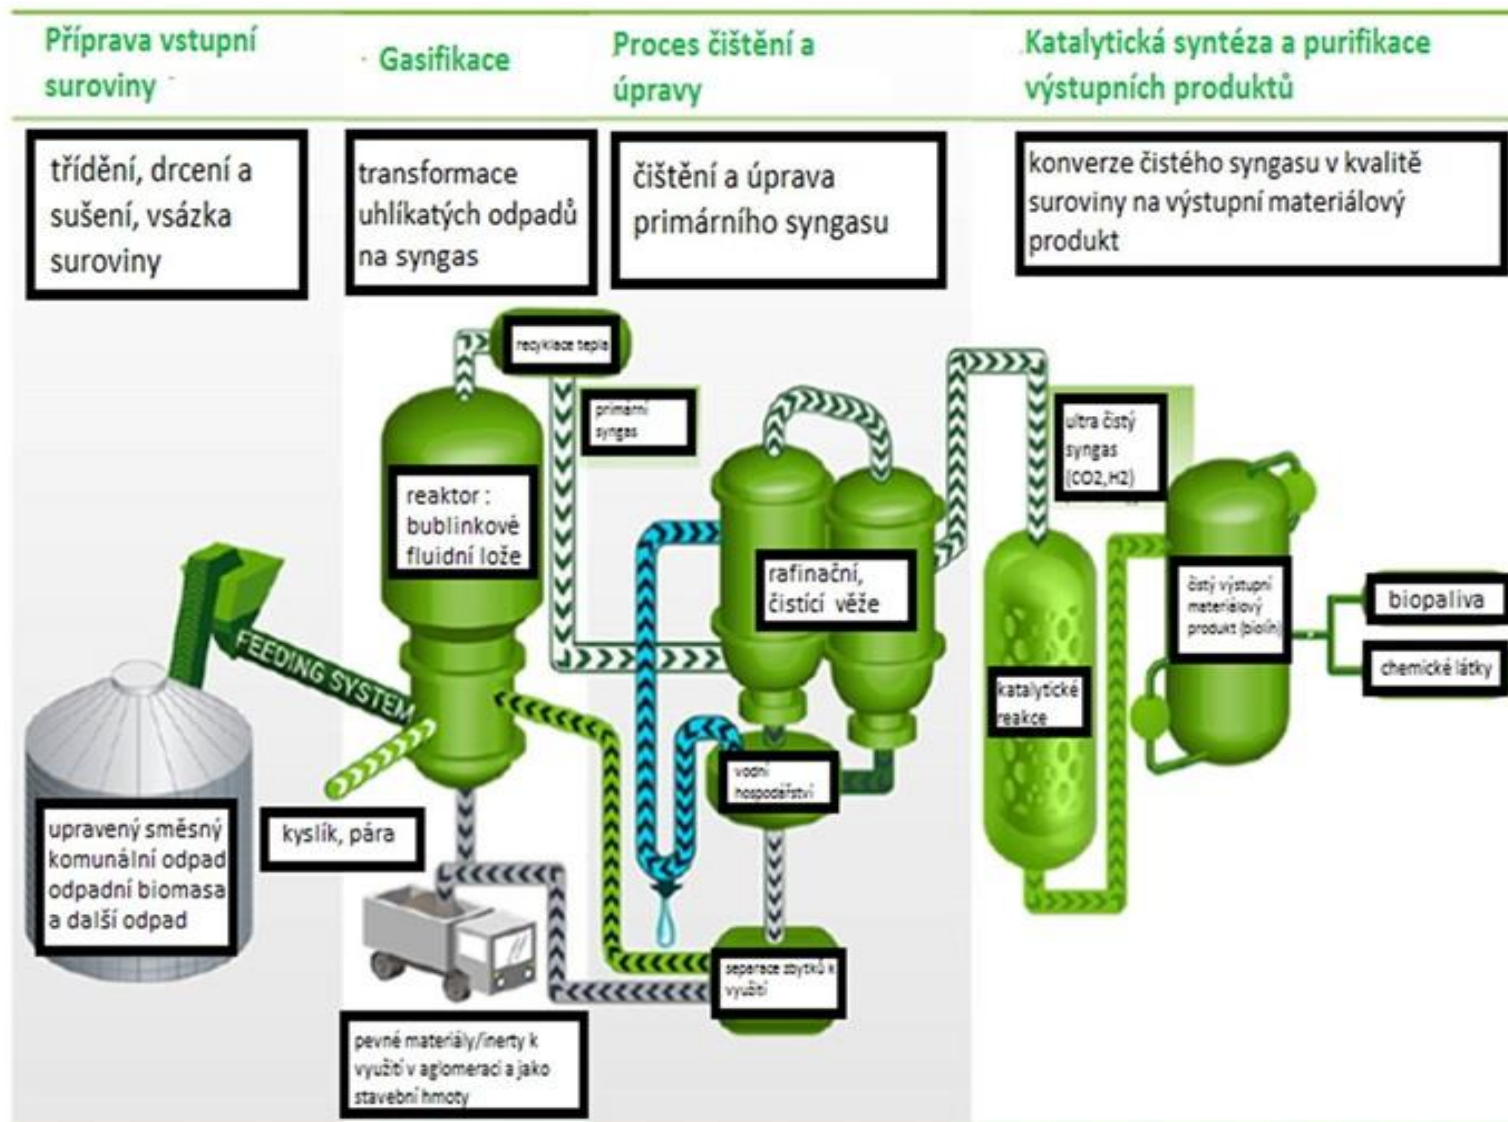 Příprava vstupní
suroviny
Gasifikace
Proces čištění a
úpravy
Katalytická syntéza a purifikace
výstupních produktů
třídění, drcení a
sušení, vsázka
suroviny
transformace
uhlíkatých odpadů
na syngas
čištění a úprava
primárního syngasu
konverze čistého syngasu v kvalitě
suroviny na výstupní materiálový
produkt
recyklace tepla
primární
syngas
ultra čistý
syngas
(CO2,H2)
reaktor :
bublinkové
fluidní lože
rafinační,
čistící věže
čistý výstupní
materiálový
produkt (biolín)
biopaliva
chemické látky
FEEDING SYSTEM
katalytické
reakce
vodní
hospodářství
upravený směsný
komunální odpad
odpadní biomasa
a další odpad
kyslík, pára
separace zbytků k
využití
pevné materiály/inerty k
využití v aglomeraci a jako
stavební hmoty